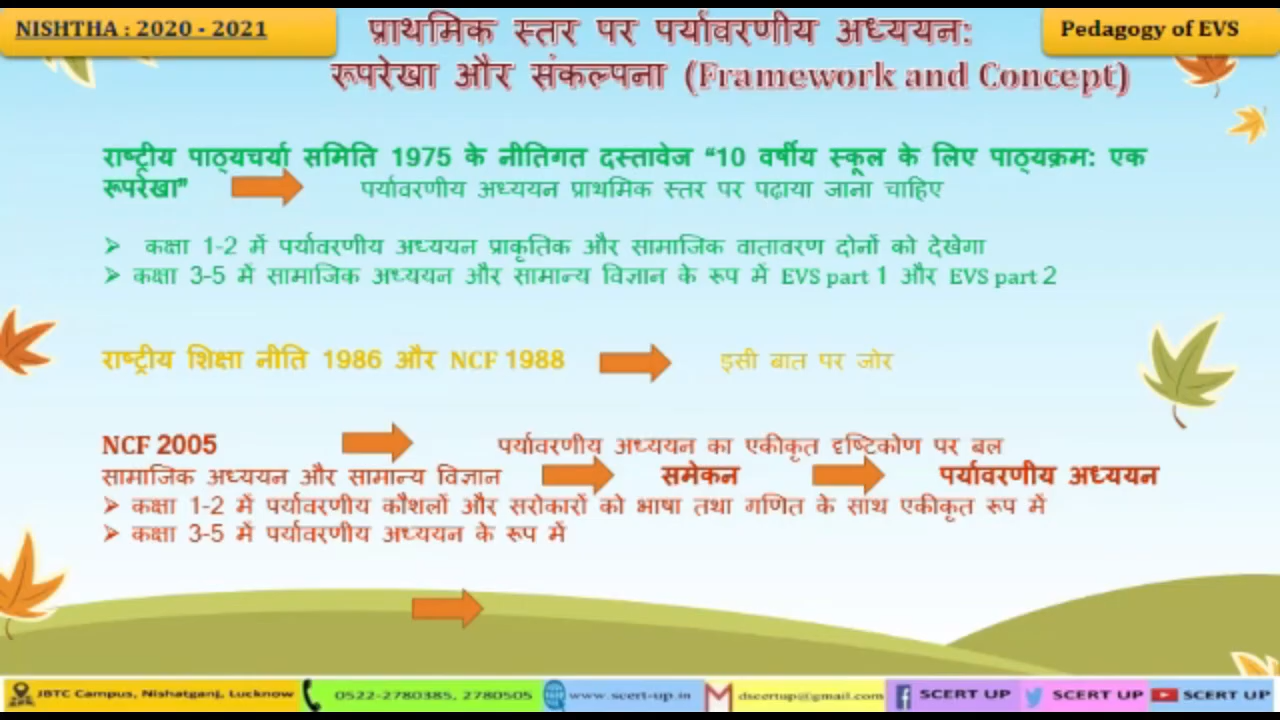 NISHTHA : 2020 - 2021
प्राथमिक स्तर पर पर्यावरणीय अध्ययन:
Pedagogy of EVS
रूपरेखा और संकल्पना (Framework and Concept)
राष्ट्रीय पाठ्यचर्या समिति 1975 के नीतिगत दस्तावेज “10 वर्षीय स्कूल के लिए पाठ्यक्रम: एक
रूपरेखा” पर्यावरणीय अध्ययन प्राथमिक स्तर पर पढ़ाया जाना चाहिए
➢ कक्षा 1-2 में पर्यावरणीय अध्ययन प्राकृतिक और सामाजिक वातावरण दोनों को देखेगा
➢ कक्षा 3-5 में सामाजिक अध्ययन और सामान्य विज्ञान के रूप में EVS part 1 और EVS part 2
राष्ट्रीय शिक्षा नीति 1986 और NCF 1988 इसी बात पर जोर
NCF 2005 पर्यावरणीय अध्ययन का एकीकृत दृष्टिकोण पर बल
सामाजिक अध्ययन और सामान्य विज्ञान समेकन पर्यावरणीय अध्ययन
➢ कक्षा 1-2 में पर्यावरणीय कौशलों और सरोकारों को भाषा तथा गणित के साथ एकीकृत रूप में
➢ कक्षा 3-5 में पर्यावरणीय अध्ययन के रूप में
JBTC Campus, Nishatganj, Lucknow 0522-2780385, 2780505 www.scert-up.in dscertup@gmail.com SCERT UP SCERT UP SCERT UP